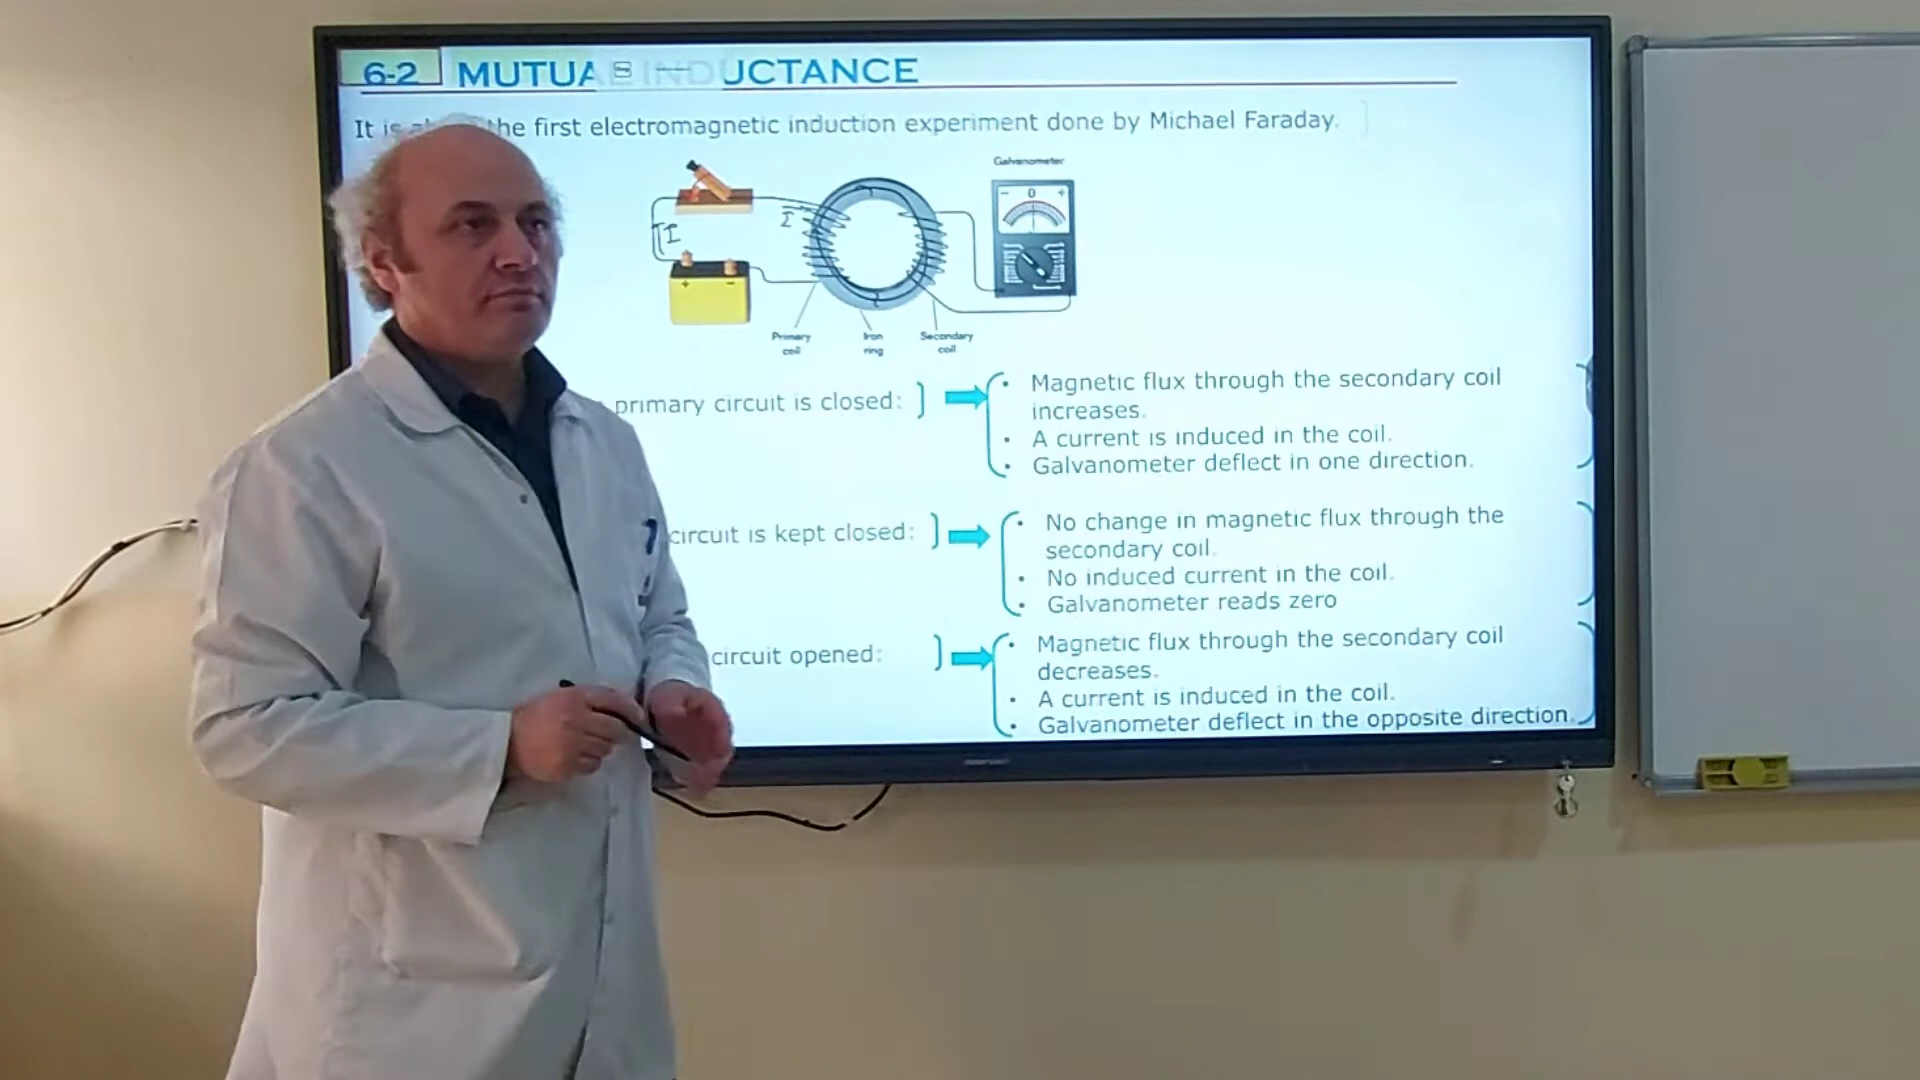 6-2 MUTUA UCTANCE
It is the first electromagnetic induction experiment done by Michael Faraday.
Galvanometer
- 0 +
I
I
+ -
Primary coil
Iron ring
Secondary coil
primary circuit is closed:
• Magnetic flux through the secondary coil
increases.
• A current is induced in the coil.
• Galvanometer deflect in one direction.
circuit is kept closed:
• No change in magnetic flux through the
secondary coil.
• No induced current in the coil.
• Galvanometer reads zero
circuit opened:
• Magnetic flux through the secondary coil
decreases.
• A current is induced in the coil.
• Galvanometer deflect in the opposite direction.